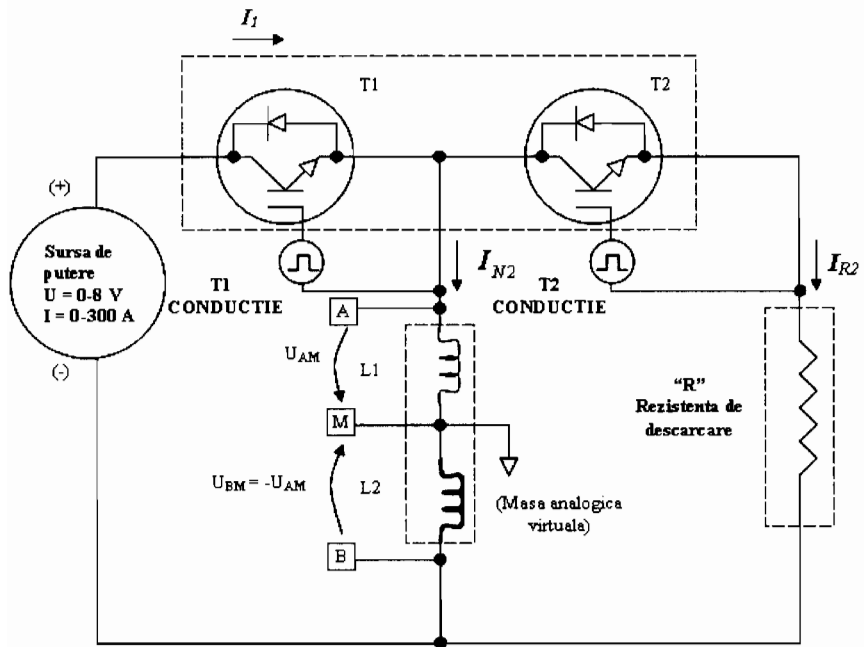 I1
T1
T2
(+)
Sursa de
putere
U = 0-8 V
I = 0-300 A
(-)
T1
CONDUCTIE
IN2
T2
CONDUCTIE
IR2
A
UAM
L1
M
UBM = -UAM
L2
B
(Masa analogica
virtuala)
“R”
Rezistenta de
descarcare